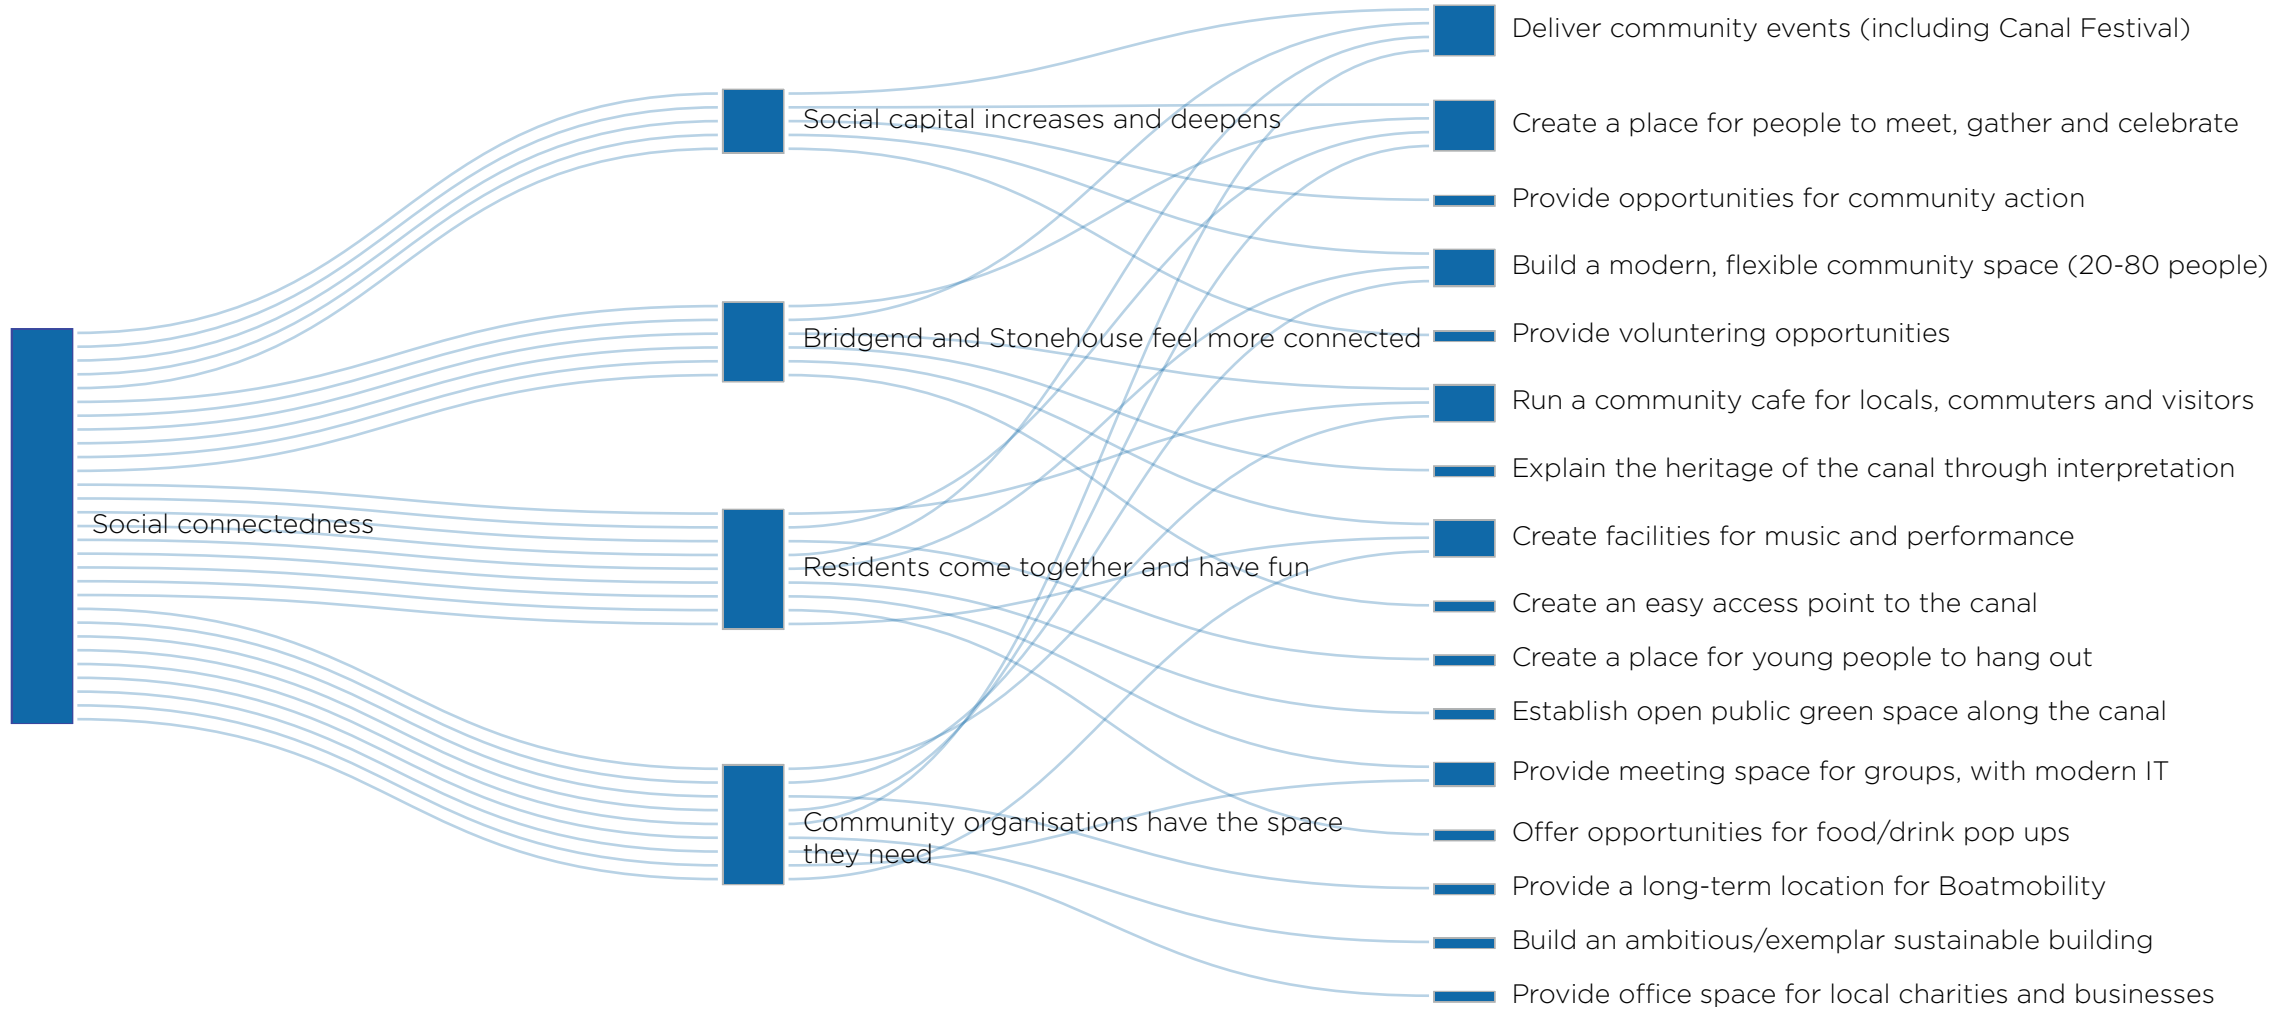 Social connectedness
Social capital increases and deepens
Bridgend and Stonehouse feel more connected
Residents come together and have fun
Community organisations have the space
they need
Deliver community events (including Canal Festival)
Create a place for people to meet, gather and celebrate
Provide opportunities for community action
Build a modern, flexible community space (20-80 people)
Provide voluntering opportunities
Run a community cafe for locals, commuters and visitors
Explain the heritage of the canal through interpretation
Create facilities for music and performance
Create an easy access point to the canal
Create a place for young people to hang out
Establish open public green space along the canal
Provide meeting space for groups, with modern IT
Offer opportunities for food/drink pop ups
Provide a long-term location for Boatmobility
Build an ambitious/exemplar sustainable building
Provide office space for local charities and businesses